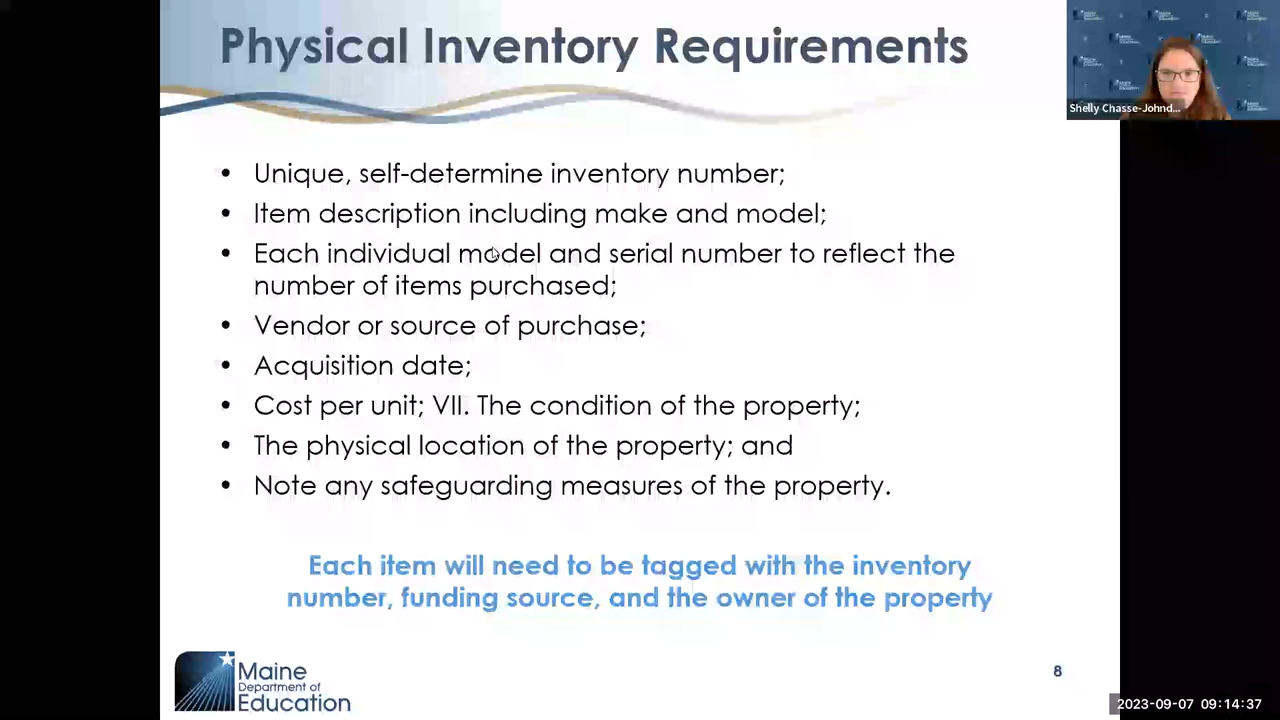 Physical Inventory Requirements
Shelly Chasse-Johnd...
• Unique, self-determine inventory number;
• Item description including make and model;
• Each individual model and serial number to reflect the
number of items purchased;
• Vendor or source of purchase;
• Acquisition date;
• Cost per unit; VII. The condition of the property;
• The physical location of the property; and
• Note any safeguarding measures of the property.
Each item will need to be tagged with the inventory
number, funding source, and the owner of the property
Maine
Department of
Education
8
2023-09-07 09:14:37